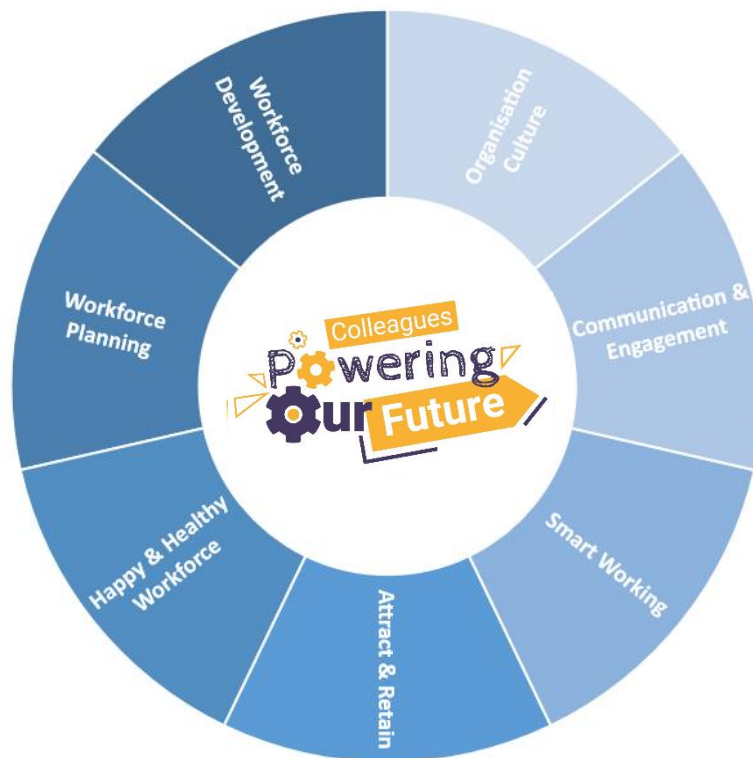 Organisation
Culture
Communication &
Engagement
Smart Working
Attract & Retain
Happy & Healthy
Workforce
Workforce
Planning
Workforce
Development
Colleagues
Powering
Our Future